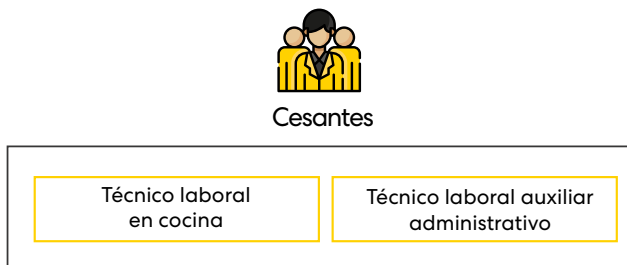 Cesantes
Técnico laboral
en cocina
Técnico laboral auxiliar
administrativo